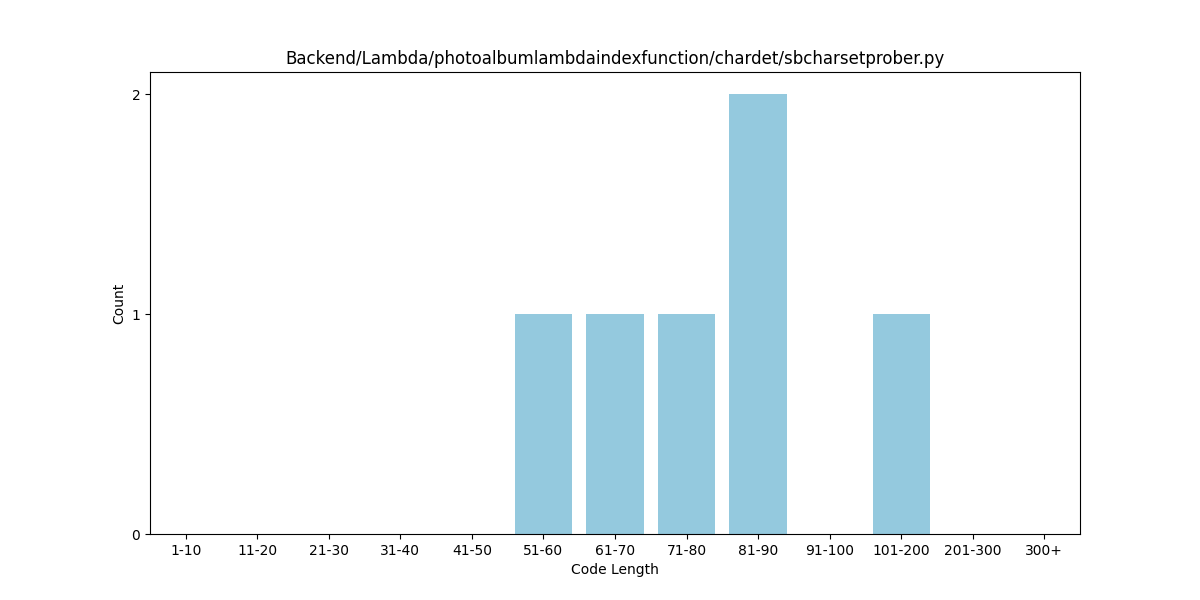 Backend/Lambda/photoalbumlambdaindexfunction/chardet/sbcharsetprober.py
2
1
0
Count
1-10 11-20 21-30 31-40 41-50 51-60 61-70 71-80 81-90 91-100 101-200 201-300 300+
Code Length